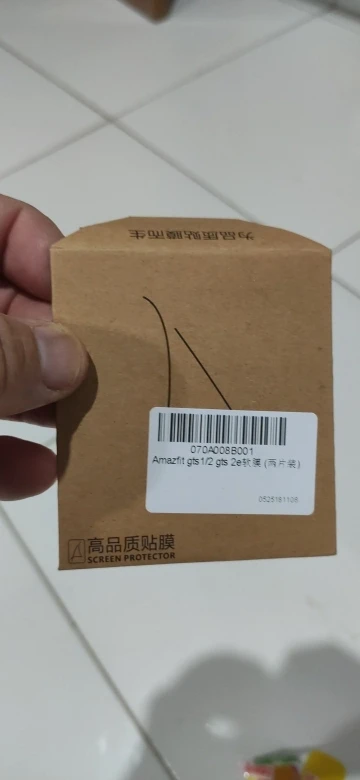 为品质贴膜而生
070A008B001
Amazfit gts1/2 gts 2e软膜 (两片装)
0525161106
高品质贴膜
SCREEN PROTECTOR